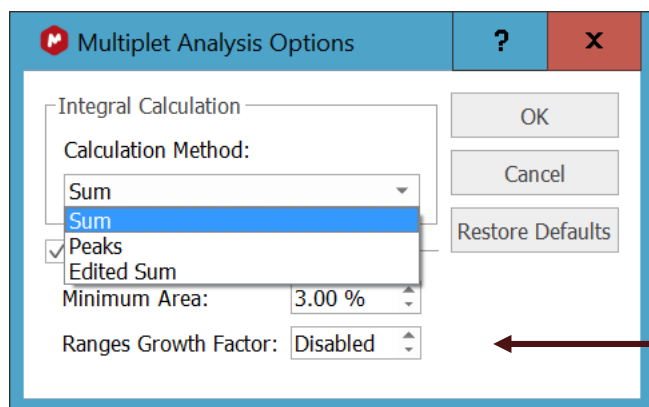 Multiplet Analysis Options ? X
Integral Calculation
Calculation Method:
Sum
Sum
Peaks
Edited Sum
Minimum Area: 3.00 %
Ranges Growth Factor: Disabled
OK
Cancel
Restore Defaults